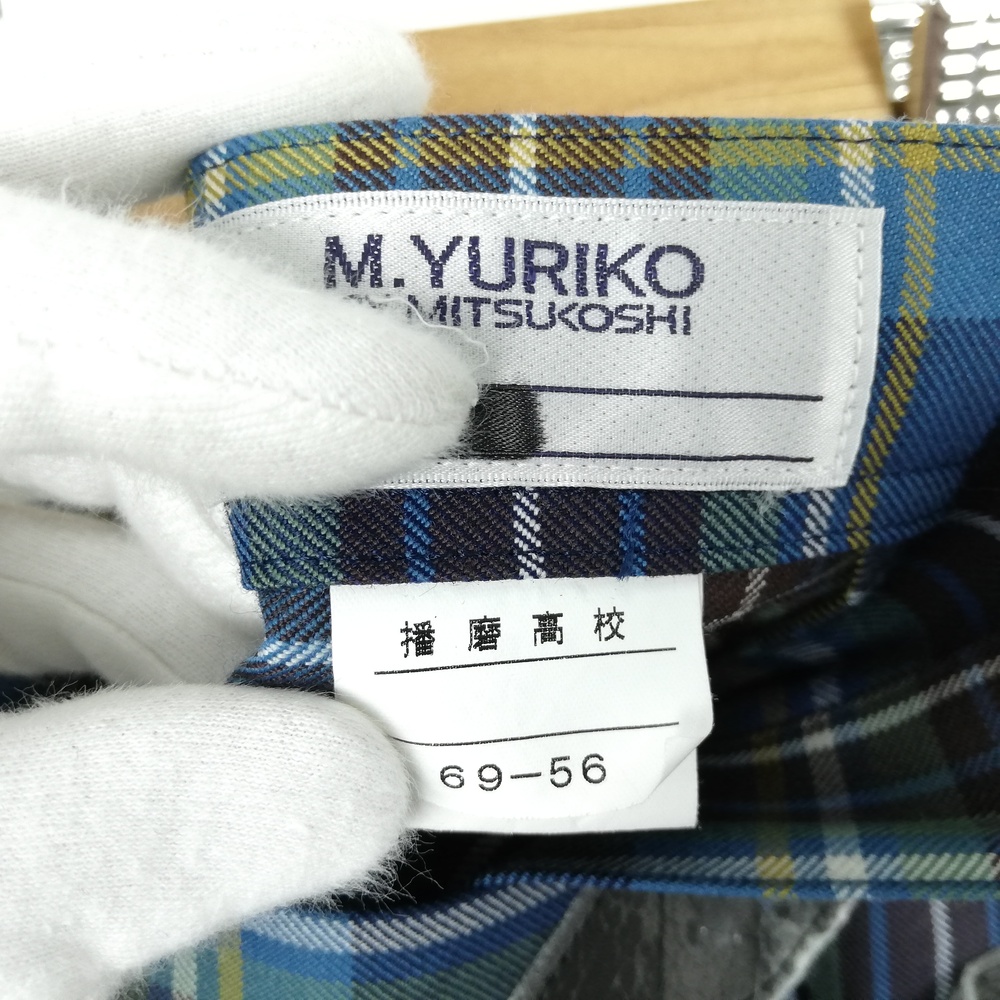 M.YURIKO
MITSUKOSHI
播磨高校
69-56